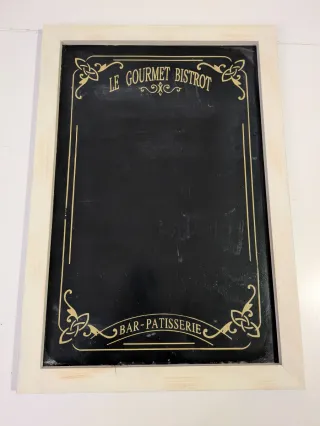 LE GOURMET BISTROT
BAR-PATISSERIE